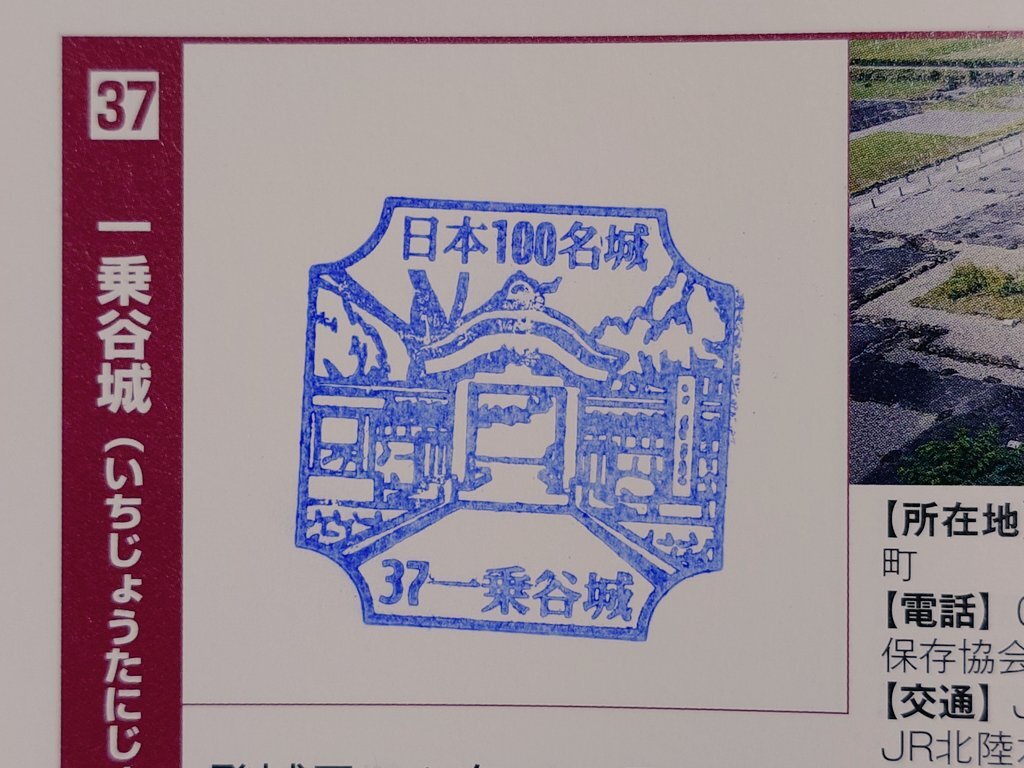 37
一乗谷城
(いちじょうたにじ
日本100名城
37一乗谷城
【所在地
町
【電話】
保存協会
【交通】
JR北陸